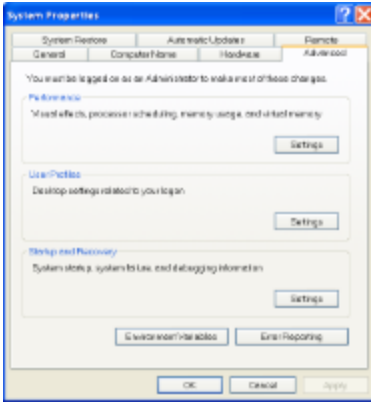 System Properties
System Restore Automatic Updates Remote
General Computer Name Hardware Advanced
You must be logged on as an Administrator to make most of these changes.
Performance
Visual effects, processor scheduling, memory usage, and virtual memory
Settings
User Profiles
Desktop settings related to your logon
Settings
Startup and Recovery
System startup, system failure, and debugging information
Settings
Environment Variables Error Reporting
OK Cancel Apply